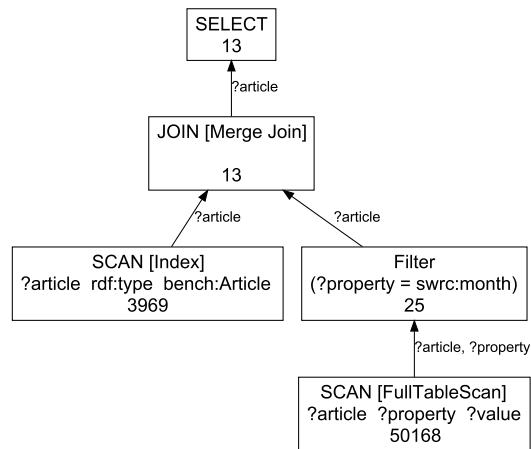 SELECT
13
?article
JOIN [Merge Join]
13
?article
?article
SCAN [Index]
?article rdf:type bench:Article
3969
Filter
(?property = swrc:month)
25
?article, ?property
SCAN [FullTableScan]
?article ?property ?value
50168